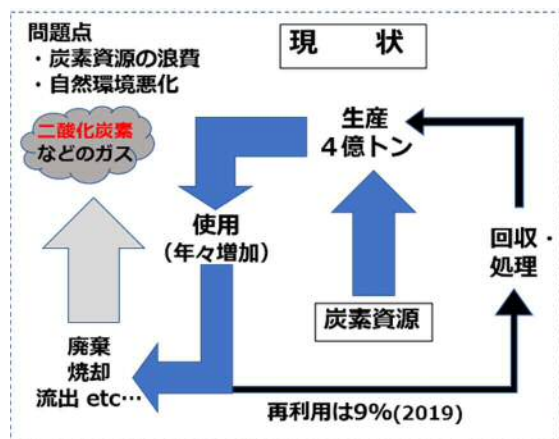 問題点
・炭素資源の浪費
・自然環境悪化
現 状
二酸化炭素
などのガス
生産
4億トン
使用
(年々増加)
回収・
処理
炭素資源
廃棄
焼却
流出 etc…
再利用は9%(2019)